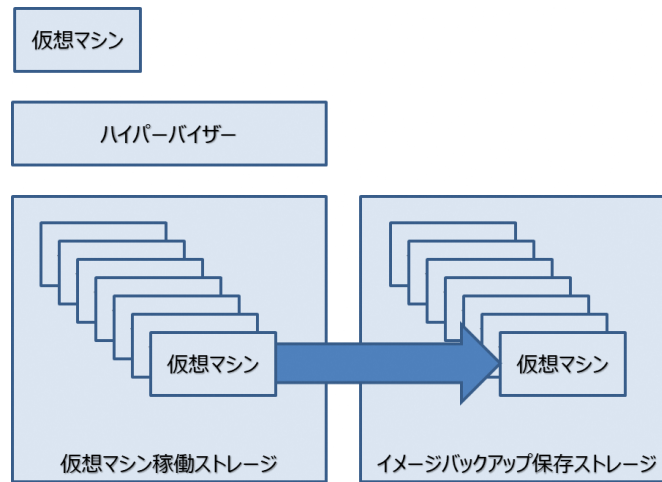 仮想マシン
ハイパーバイザー
仮想マシン
仮想マシン
仮想マシン稼働ストレージ
イメージバックアップ保存ストレージ